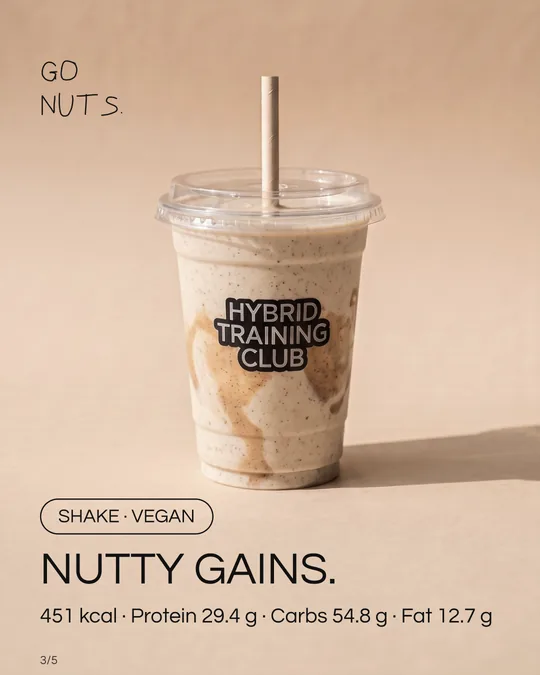 GO
NUTS.
HYBRID
TRAINING
CLUB
SHAKE · VEGAN
NUTTY GAINS.
451 kcal · Protein 29.4 g · Carbs 54.8 g · Fat 12.7 g
3/5